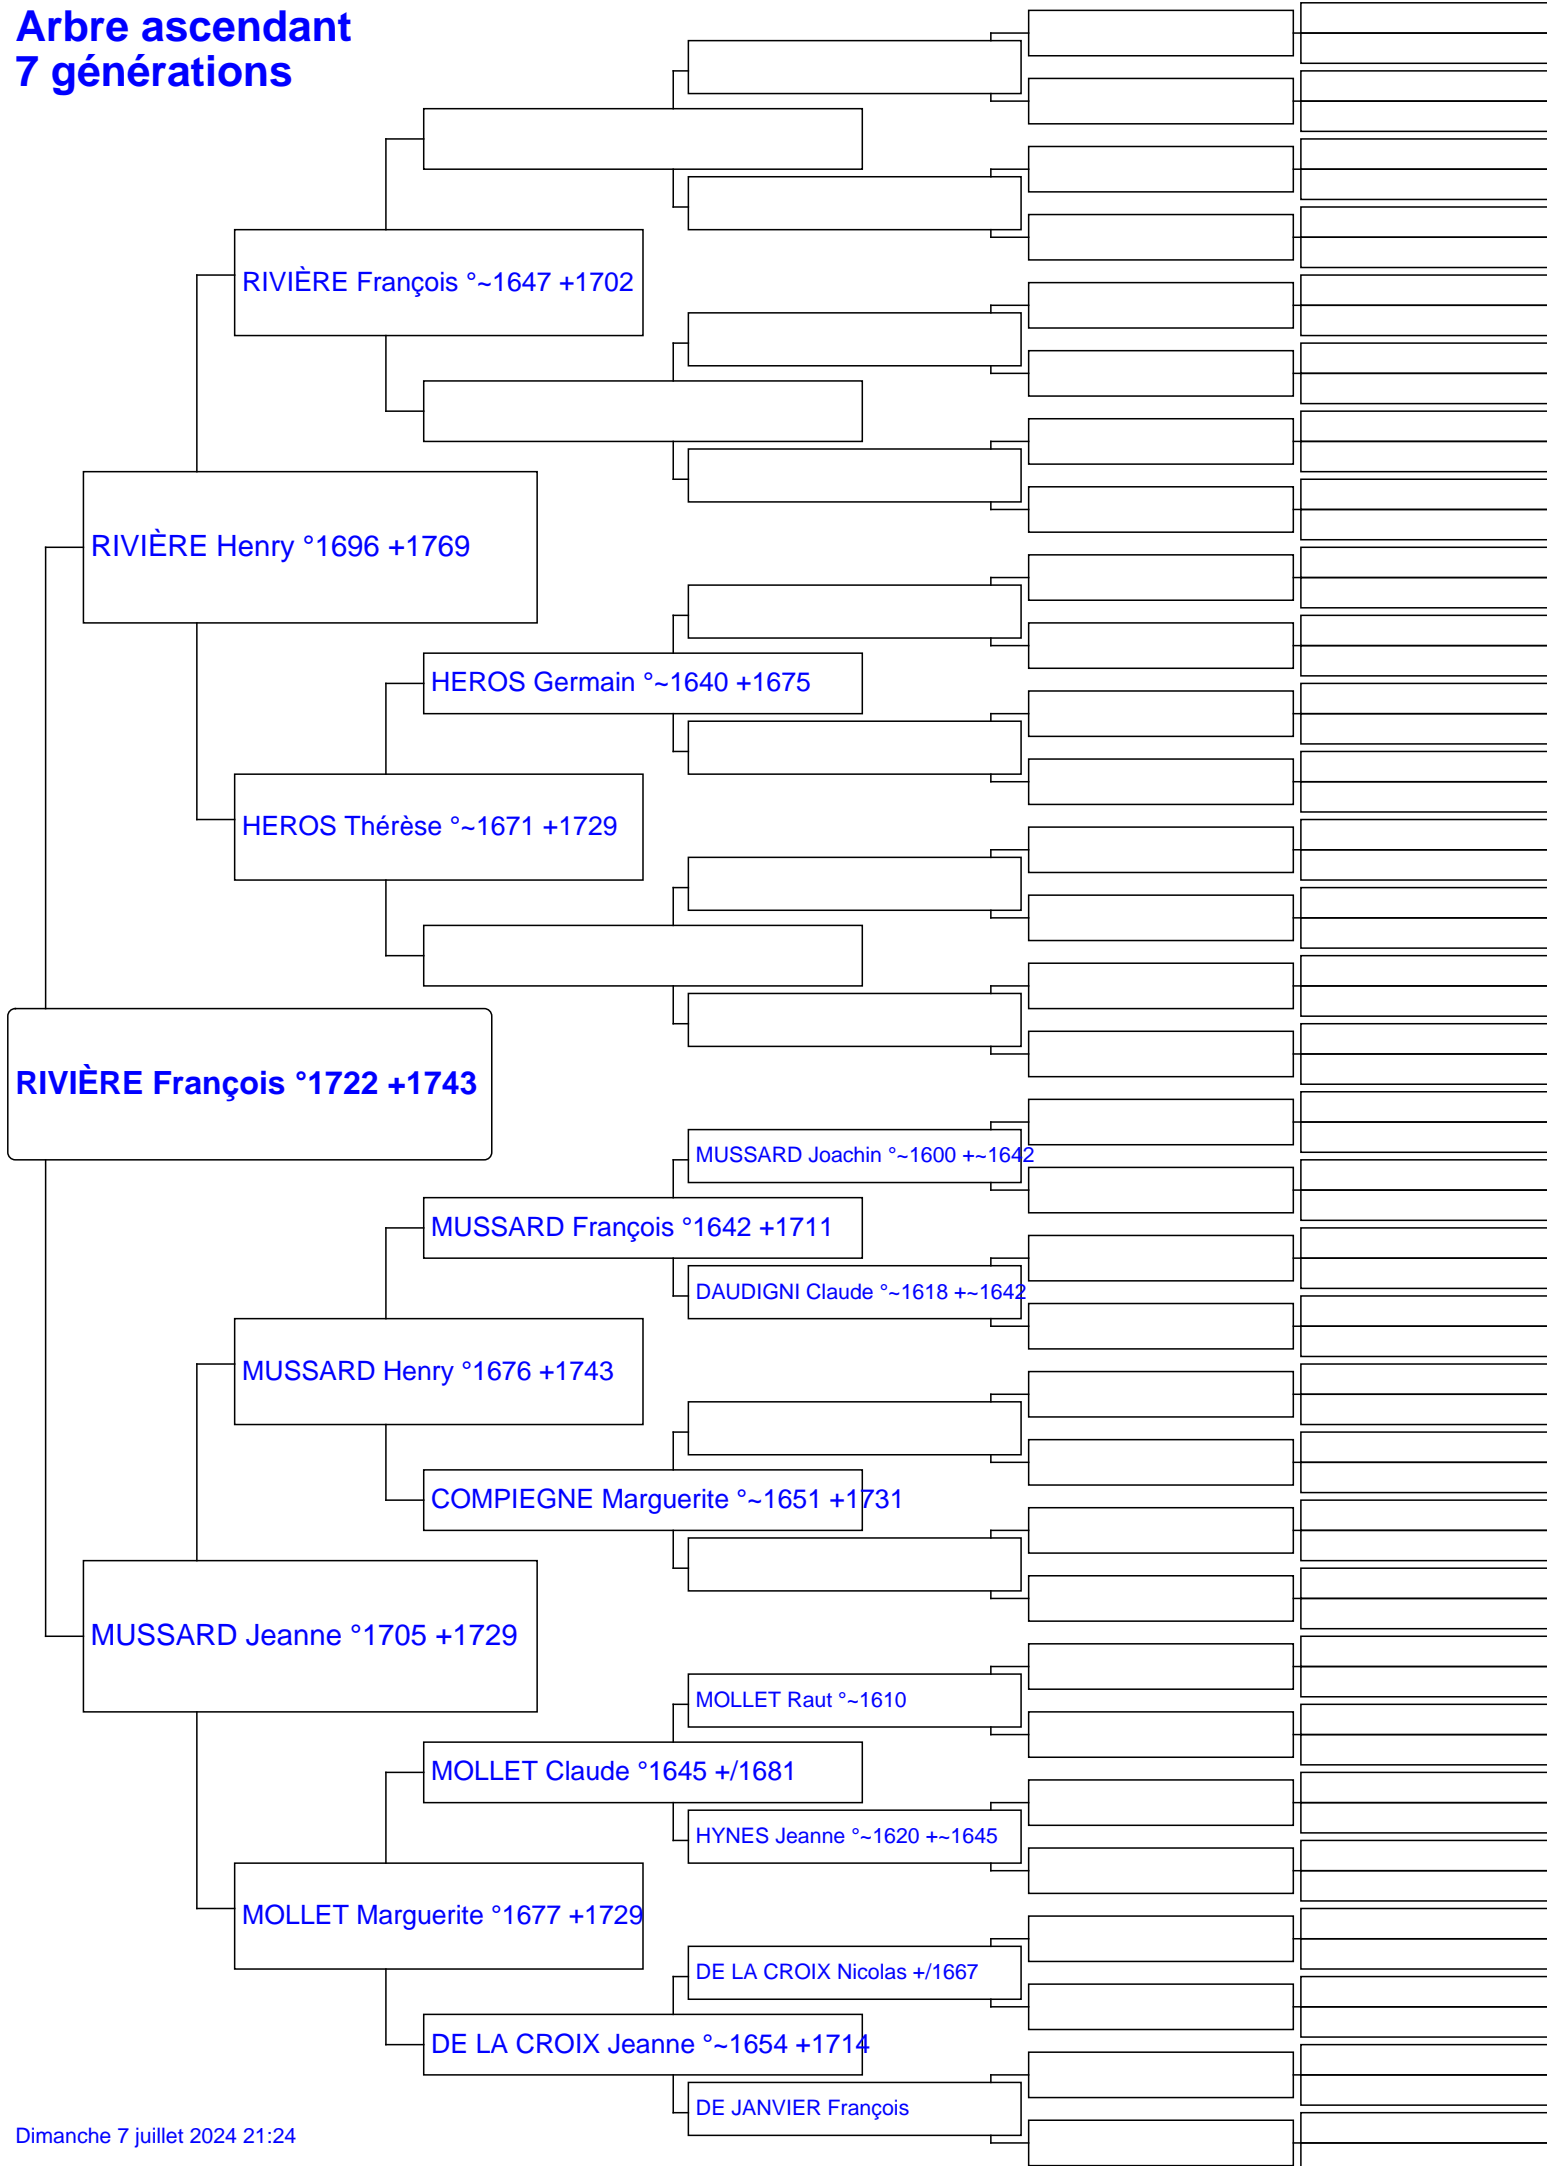 Arbre ascendant
7 générations
RIVIÈRE François °~1647 +1702
RIVIÈRE Henry °1696 +1769
HEROS Germain °~1640 +1675
HEROS Thérèse °~1671 +1729
RIVIÈRE François °1722 +1743
MUSSARD Joachin °~1600 +~1642
MUSSARD François °1642 +1711
DAUDIGNI Claude °~1618 +~1642
MUSSARD Henry °1676 +1743
COMPIEGNE Marguerite °~1651 +1731
MUSSARD Jeanne °1705 +1729
MOLLET Raut °~1610
MOLLET Claude °1645 +/1681
HYNES Jeanne °~1620 +~1645
MOLLET Marguerite °1677 +1729
DE LA CROIX Nicolas +/1667
DE LA CROIX Jeanne °~1654 +1714
DE JANVIER François
Dimanche 7 juillet 2024 21:24